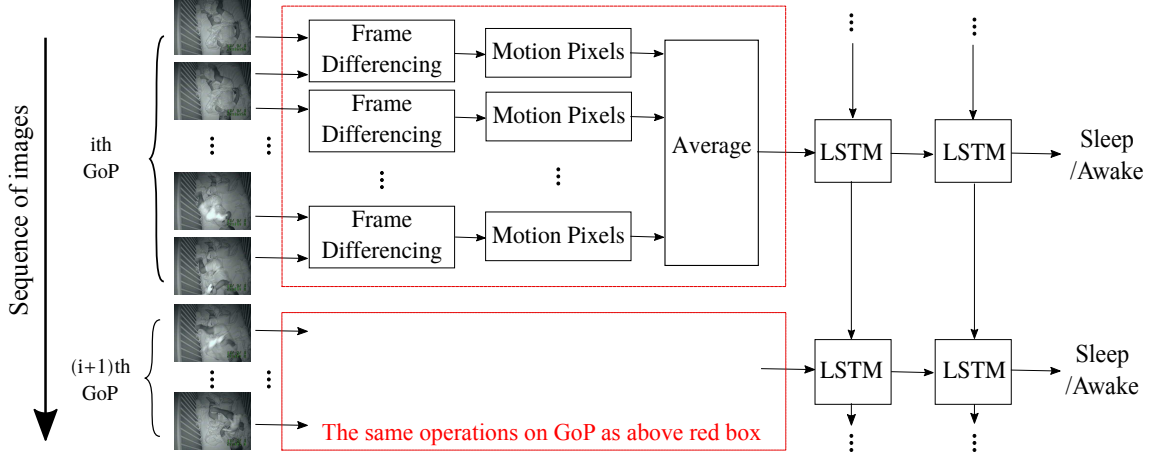 Sequence of images
ith
GoP
Frame
Differencing
Motion Pixels
Frame
Differencing
Motion Pixels
Frame
Differencing
Motion Pixels
Average
LSTM
LSTM
Sleep
/Awake
(i+1)th
GoP
The same operations on GoP as above red box
LSTM
LSTM
Sleep
/Awake